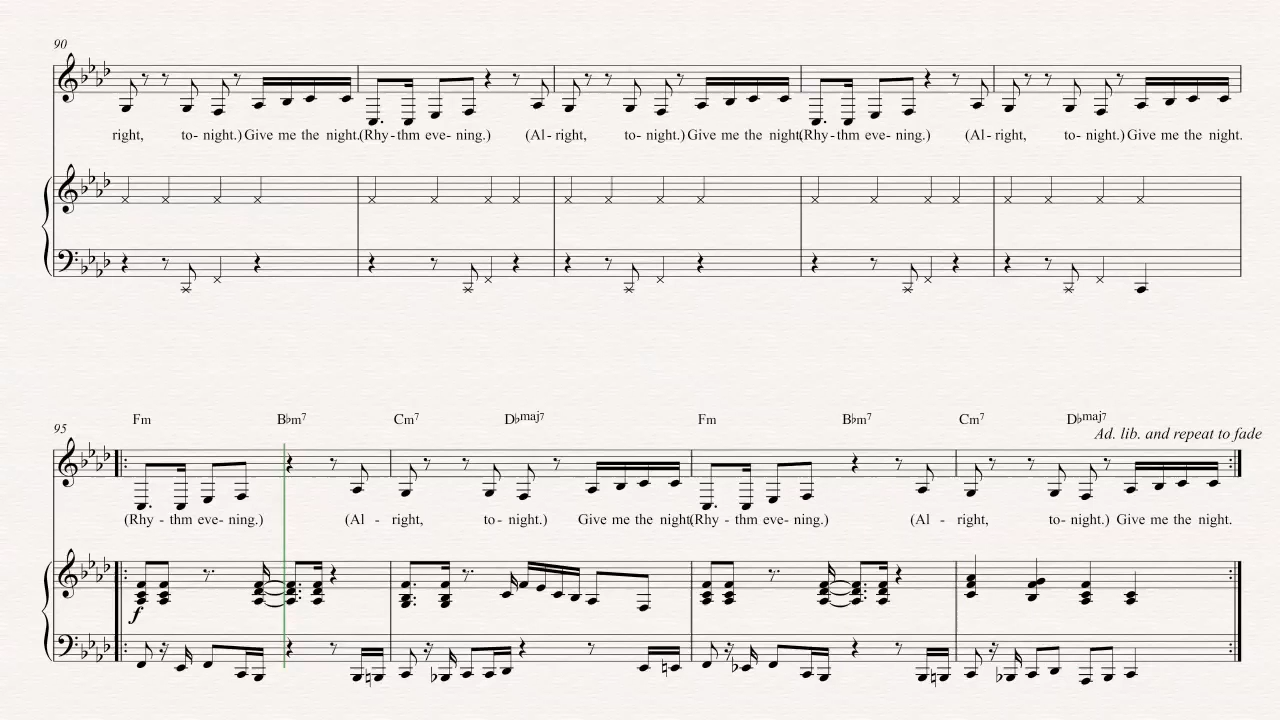 90
right, to- night.) Give me the night.(Rhy- thm eve- ning.) (Al- right, to- night.) Give me the night(Rhy- thm eve- ning.) (Al- right, to- night.) Give me the night.
Fm B♭m7 Cm7 D♭maj7 Fm B♭m7 Cm7 D♭maj7
95
Ad. lib. and repeat to fade
(Rhy - thm eve- ning.) (Al - right, to- night.) Give me the night(Rhy - thm eve- ning.) (Al - right, to- night.) Give me the night.
f